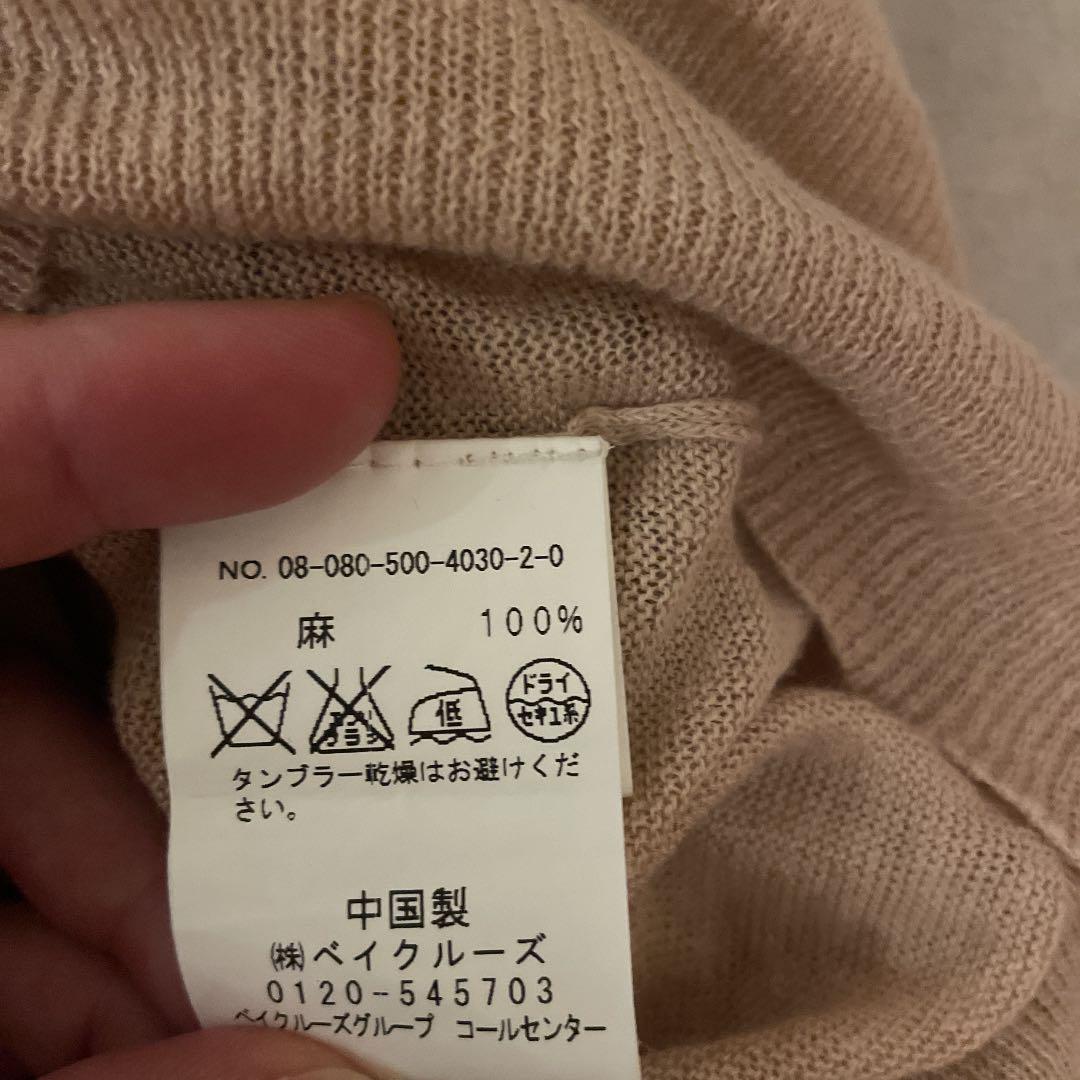 NO. 08-080-500-4030-2-0
麻 100%
低
ドライ
セキユ系
タンブラー乾燥はお避けくだ
さい。
中国製
㈱ベイクルーズ
0120-545703
ベイクルーズグループ コールセンター